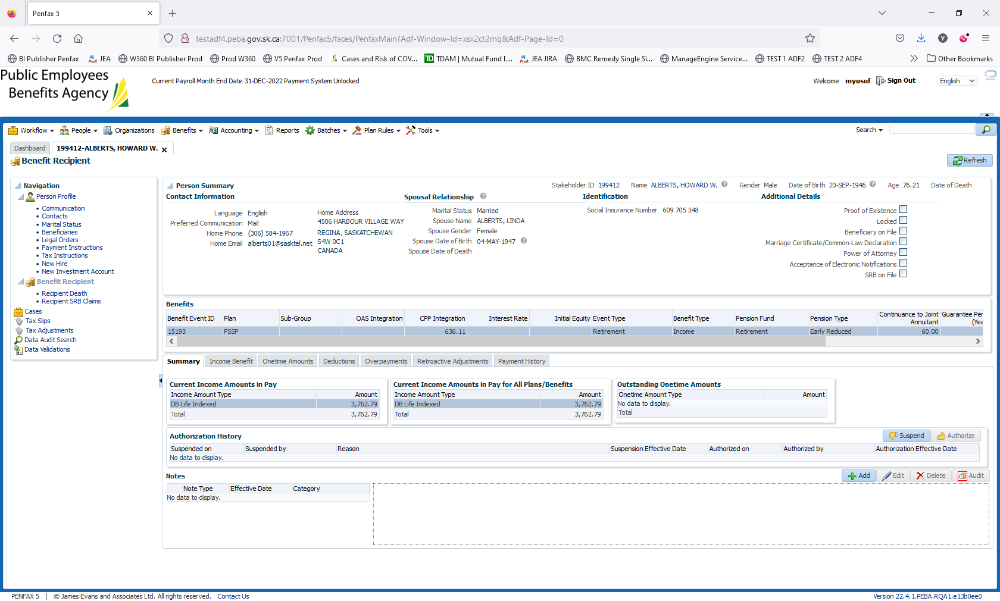 Penfax 5
testadf4.peba.gov.sk.ca:7001/Penfax5/faces/PenfaxMain?Adf-Window-Id=xsx2ct2mq&Adf-Page-Id=0
BI Publisher Penfax JEA W360 BI Publisher Prod Prod W360 V5 Penfax Prod Cases and Risk of COV... TDAM | Mutual Fund L... JEA JIRA BMC Remedy Single Si... ManageEngine Service... TEST 1 ADF2 TEST 2 ADF4 Other Bookmarks
Public Employees
Benefits Agency
Current Payroll Month End Date 31-DEC-2022 Payment System Unlocked
Welcome myusuf Sign Out English
Workflow People Organizations Benefits Accounting Reports Batches Plan Rules Tools Search
Dashboard 199412-ALBERTS, HOWARD W.
Benefit Recipient
Refresh
Navigation
Person Profile
Communication
Contacts
Marital Status
Beneficiaries
Legal Orders
Payment Instructions
Tax Instructions
New Hire
New Investment Account
Benefit Recipient
Recipient Death
Recipient SRB Claims
Cases
Tax Slips
Tax Adjustments
Data Audit Search
Data Validations
Person Summary
Stakeholder ID 199412 Name ALBERTS, HOWARD W. Gender Male Date of Birth 20-SEP-1946 Age 76.21 Date of Death
Contact Information
Language English
Preferred Communication Mail
Home Phone (306) 584-1967
Home Email alberts01@sasktel.net
Home Address
4506 HARBOUR VILLAGE WAY
REGINA, SASKATCHEWAN
S4W 0C1
CANADA
Spousal Relationship
Marital Status Married
Spouse Name ALBERTS, LINDA
Spouse Gender Female
Spouse Date of Birth 04-MAY-1947
Spouse Date of Death
Identification
Social Insurance Number 609 705 348
Additional Details
Proof of Existence
Locked
Beneficiary on File
Marriage Certificate/Common-Law Declaration
Power of Attorney
Acceptance of Electronic Notifications
SRB on File
Benefits
Benefit Event ID Plan Sub-Group OAS Integration CPP Integration Interest Rate Initial Equity Event Type Benefit Type Pension Fund Pension Type Continuance to Joint Annuitant Guarantee Per (Yea
15193 PSSP 636.11 Retirement Income Retirement Early Reduced 60.00
Summary Income Benefit Onetime Amounts Deductions Overpayments Retroactive Adjustments Payment History
Current Income Amounts in Pay
Income Amount Type Amount
DB Life Indexed 3,762.79
Total 3,762.79
Current Income Amounts in Pay for All Plans/Benefits
Income Amount Type Amount
DB Life Indexed 3,762.79
Total 3,762.79
Outstanding Onetime Amounts
Onetime Amount Type Amount
No data to display.
Total
Authorization History
Suspend Authorize
Suspended on Suspended by Reason Suspension Effective Date Authorized on Authorized by Authorization Effective Date
No data to display.
Notes
Add Edit Delete Audit
Note Type Effective Date Category
No data to display.
PENFAX 5 | © James Evans and Associates Ltd. All rights reserved. Contact Us
Version 22.4.1.PEBA.RQA1.e13b0ee0